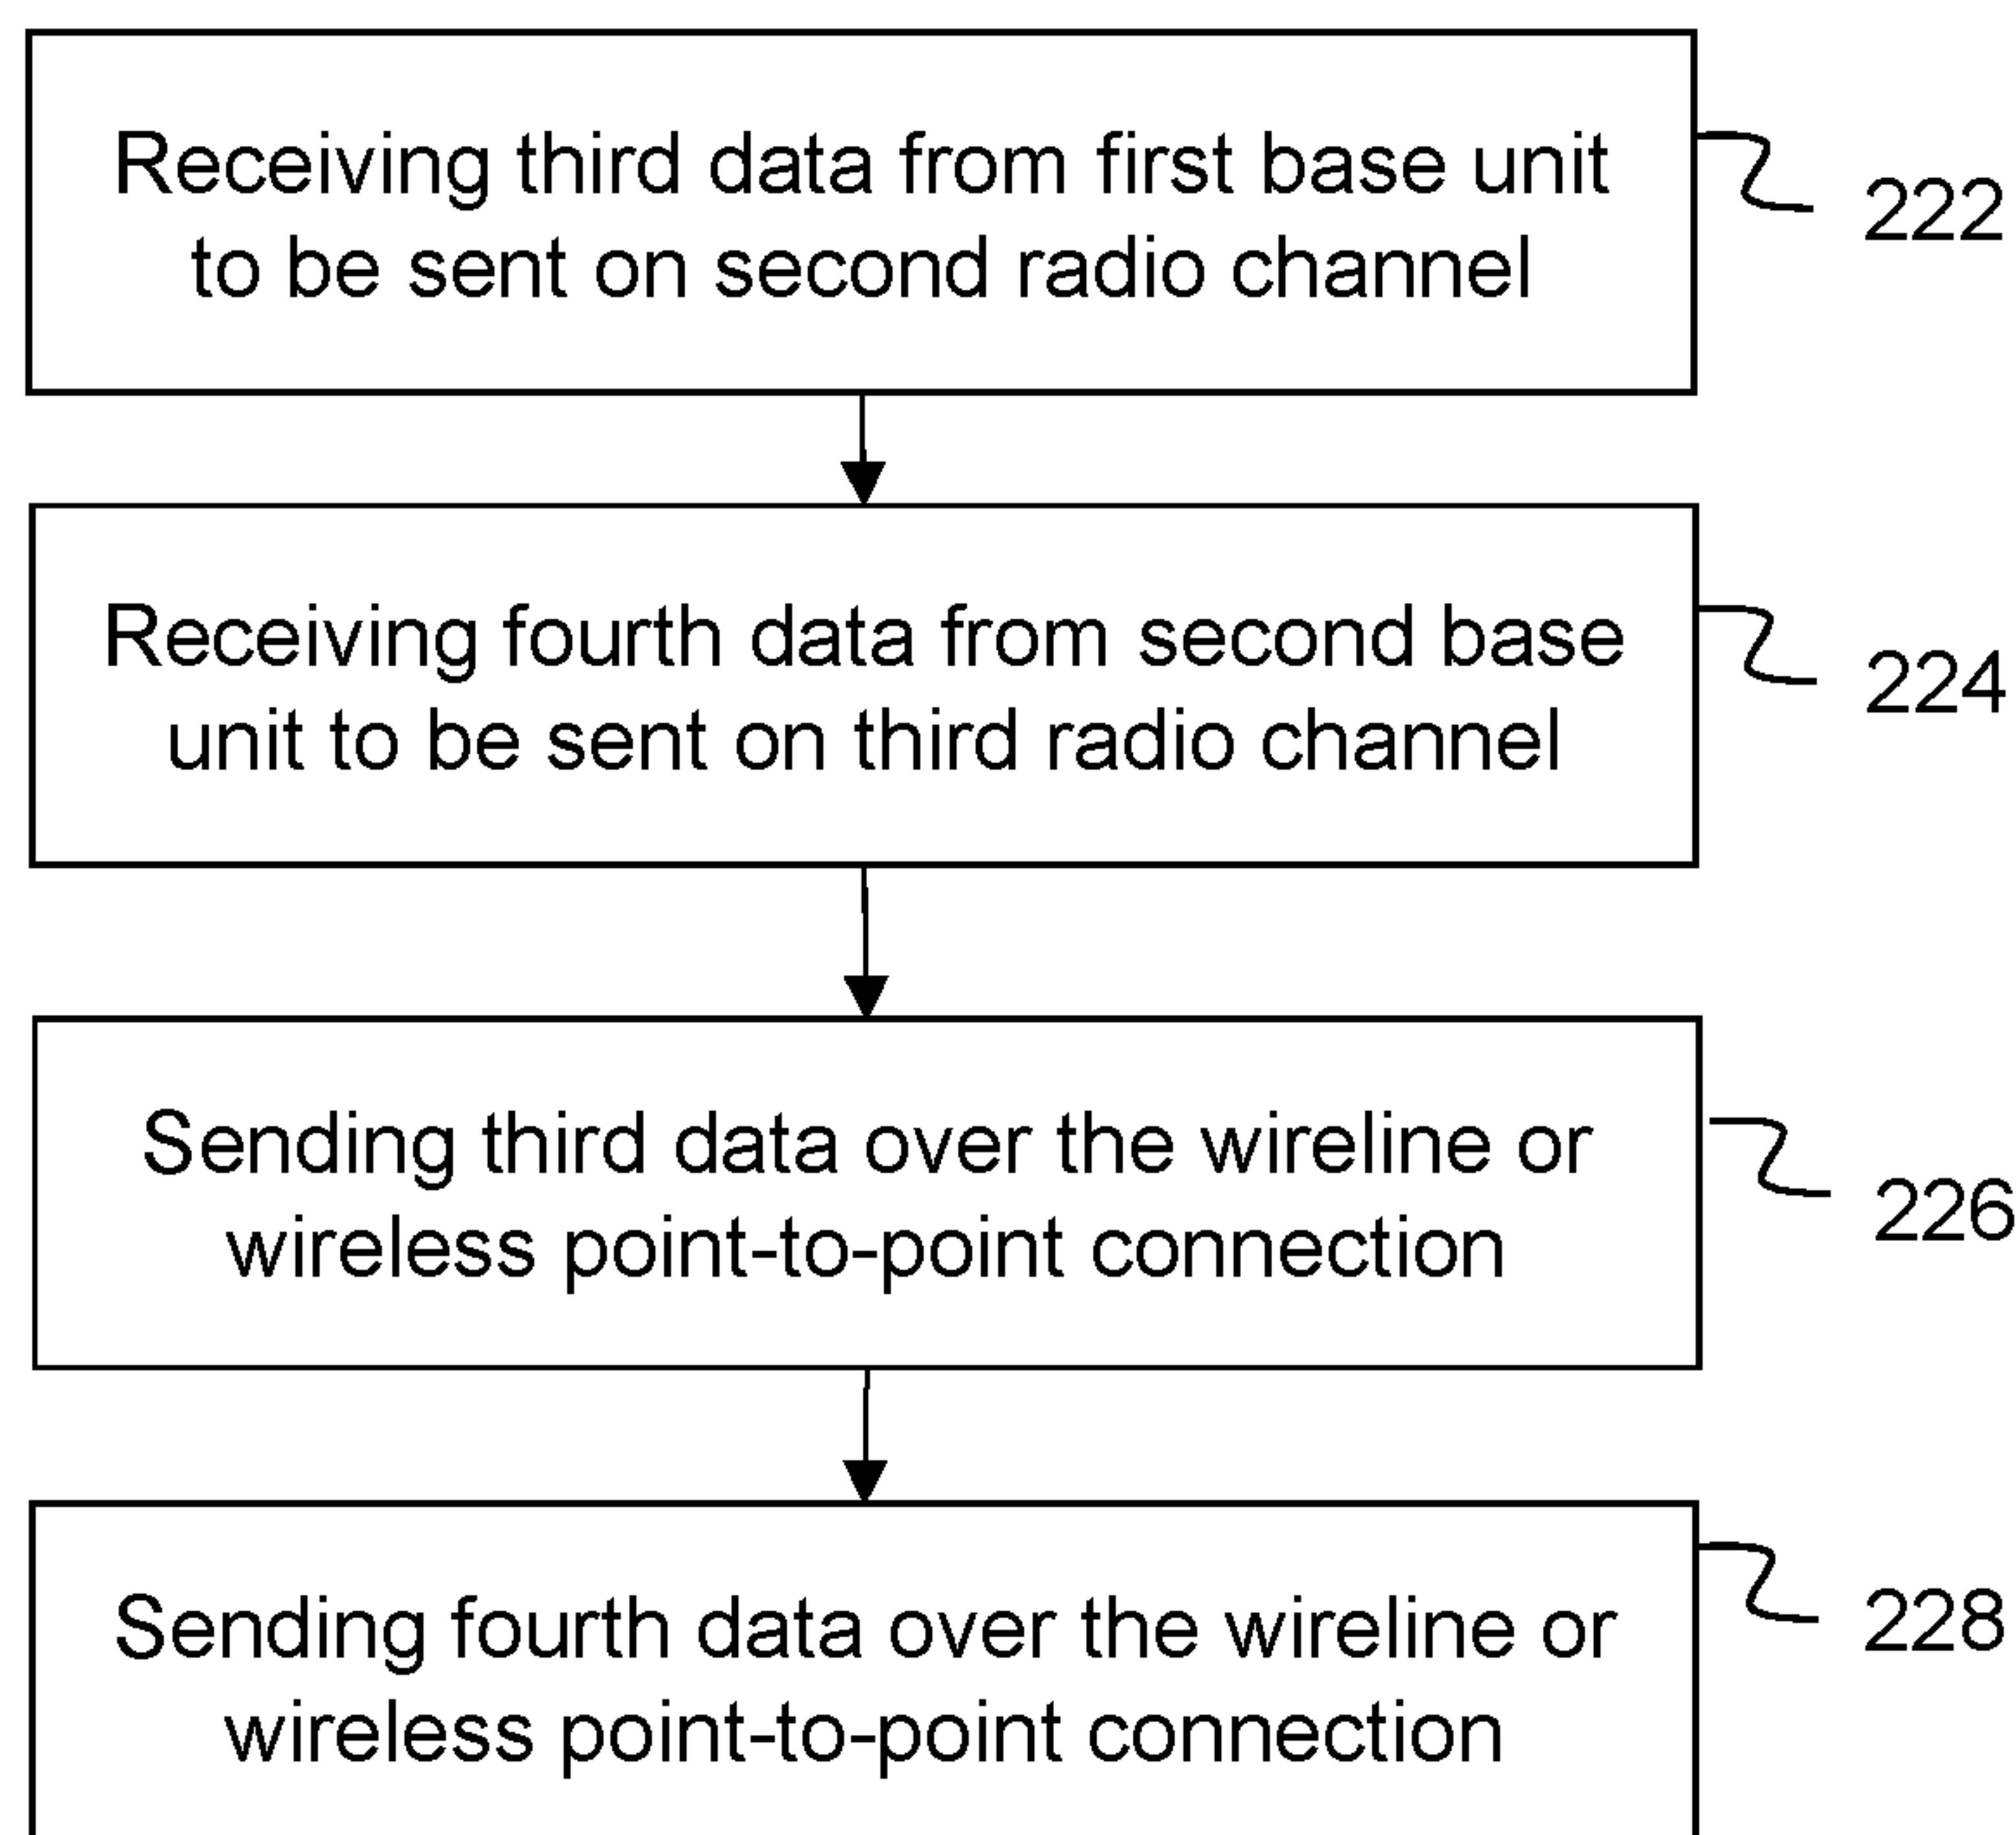 Receiving third data from first base unit
to be sent on second radio channel
222
Receiving fourth data from second base
unit to be sent on third radio channel
224
Sending third data over the wireline or
wireless point-to-point connection
226
Sending fourth data over the wireline or
wireless point-to-point connection
228